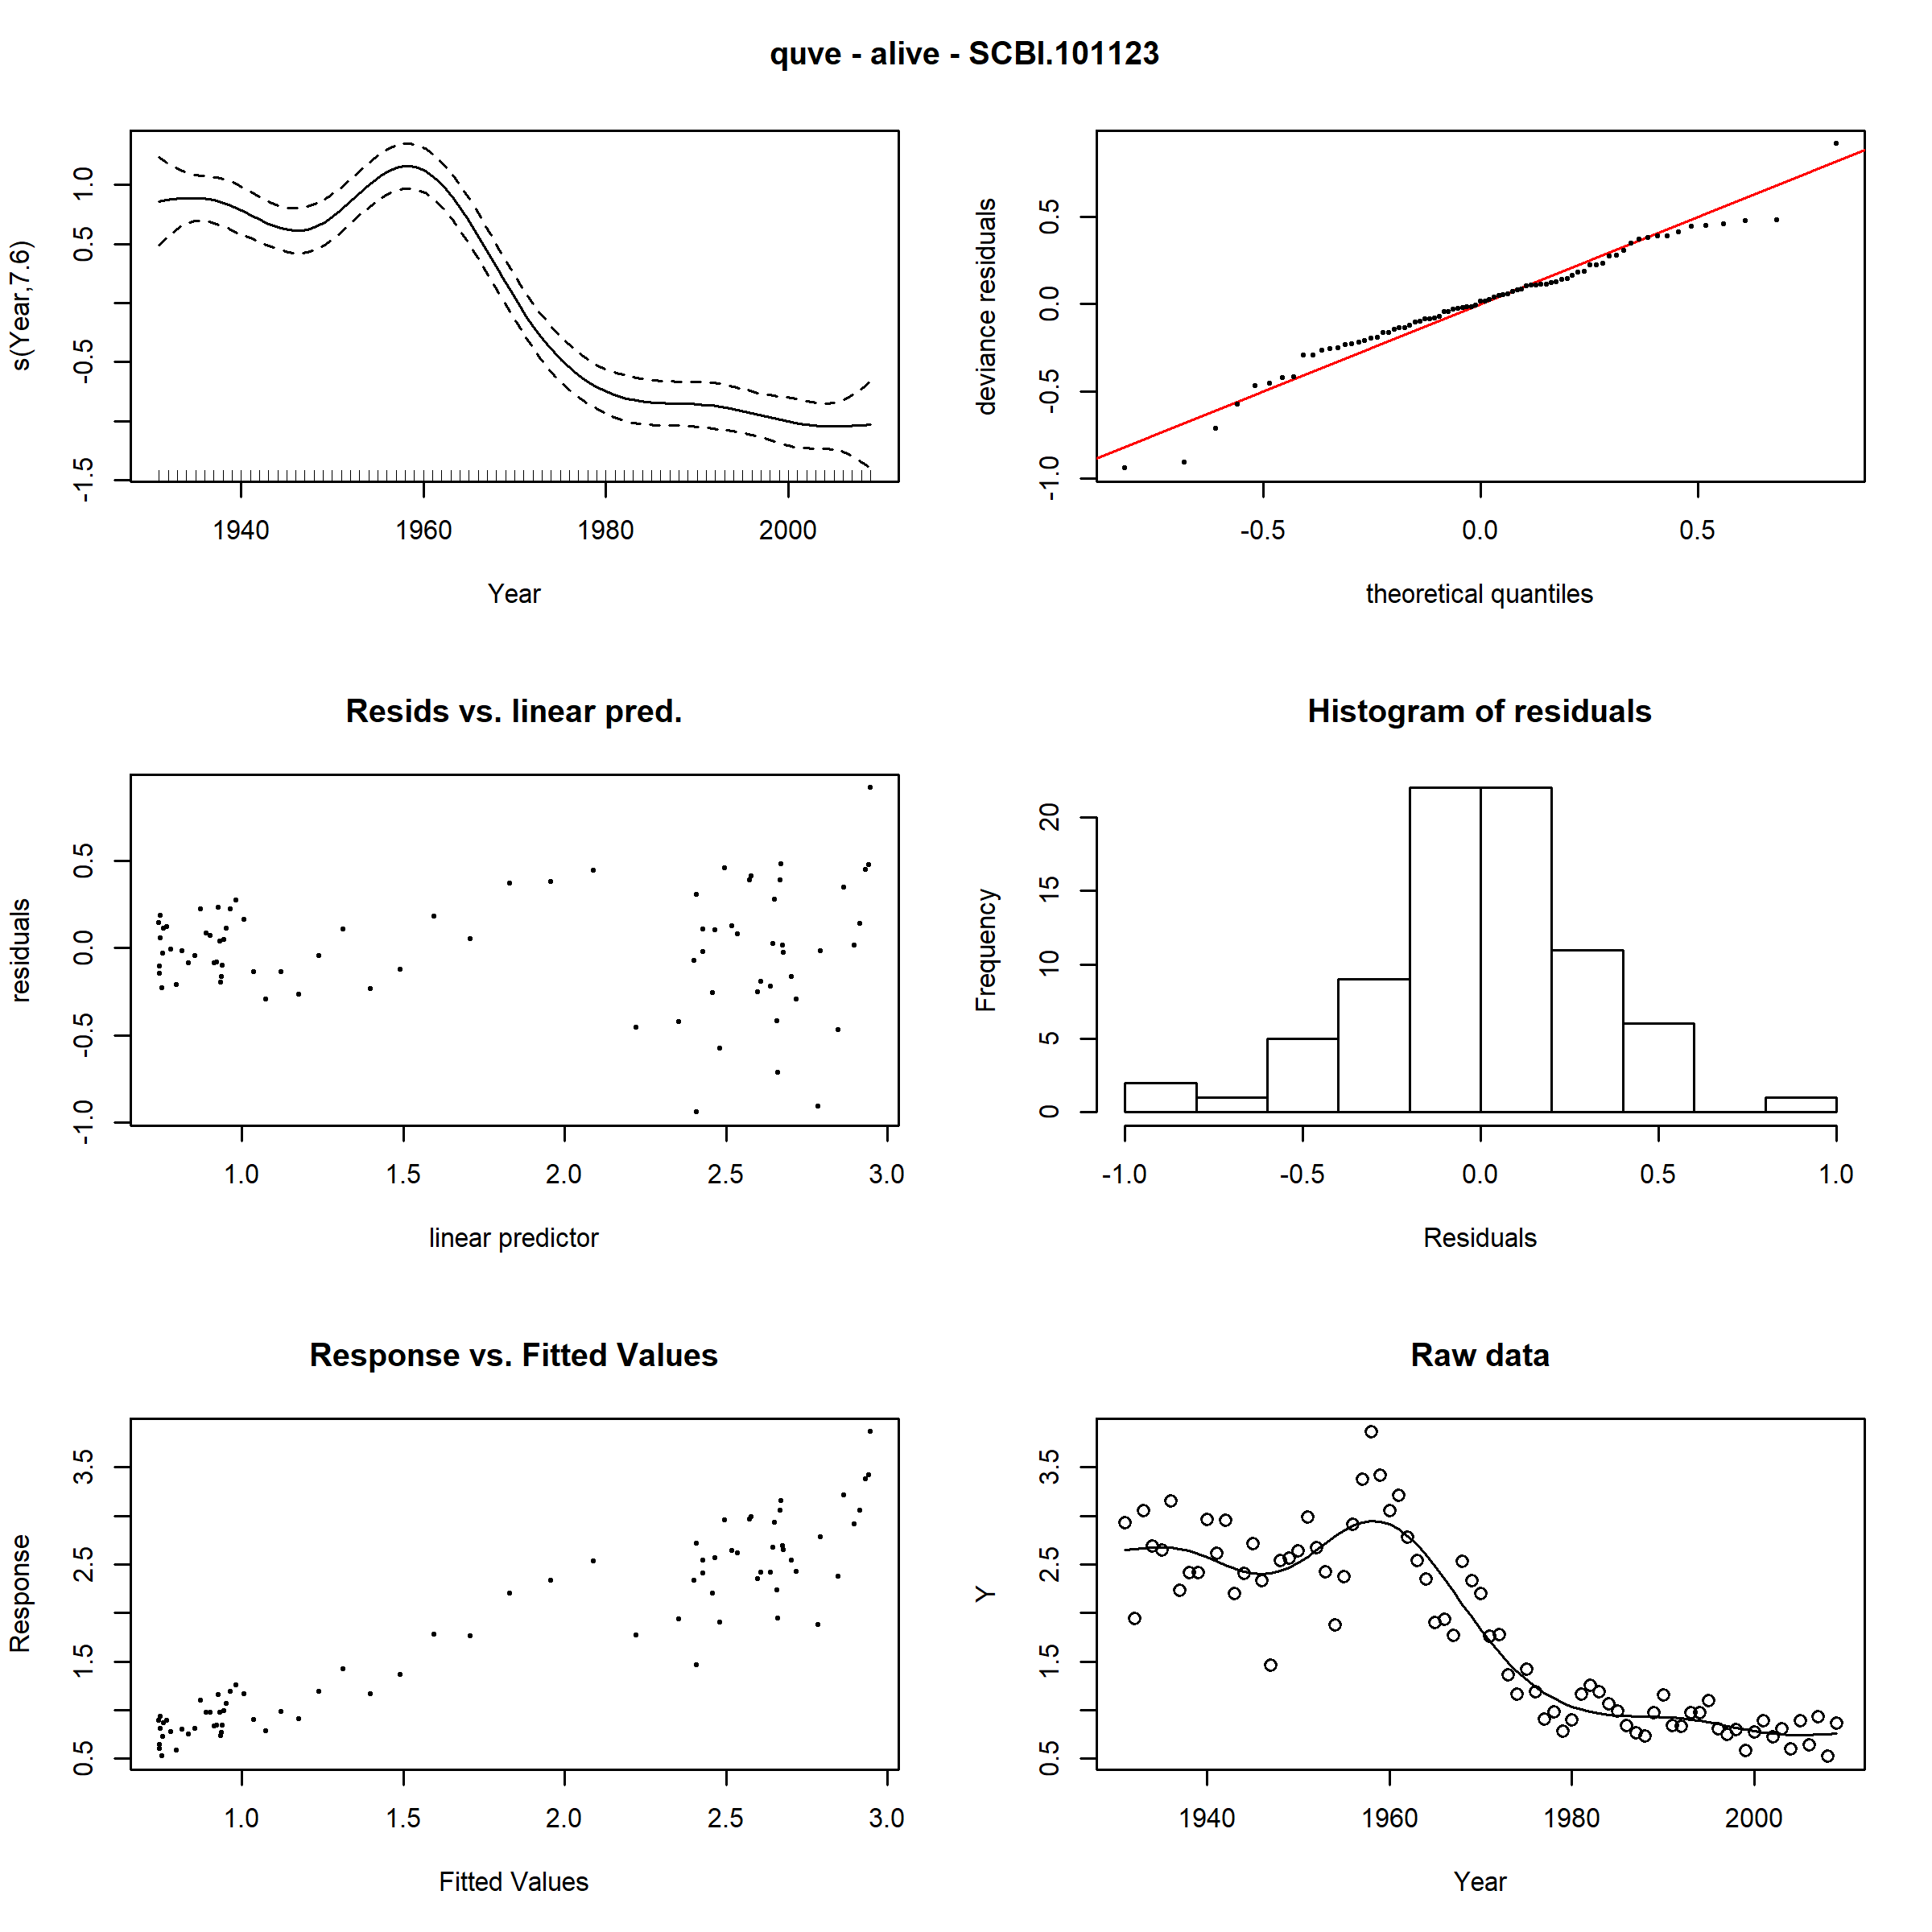 quve - alive - SCBI.101123
s(Year,7.6)
1.0
0.5
-0.5
-1.5
1940 1960 1980 2000
Year
deviance residuals
0.5
0.0
-0.5
-1.0
-0.5 0.0 0.5
theoretical quantiles
Resids vs. linear pred.
residuals
0.5
0.0
-0.5
-1.0
1.0 1.5 2.0 2.5 3.0
linear predictor
Histogram of residuals
Frequency
20
15
10
5
0
-1.0 -0.5 0.0 0.5 1.0
Residuals
Response vs. Fitted Values
Response
3.5
2.5
1.5
0.5
1.0 1.5 2.0 2.5 3.0
Fitted Values
Raw data
Y
3.5
2.5
1.5
0.5
1940 1960 1980 2000
Year